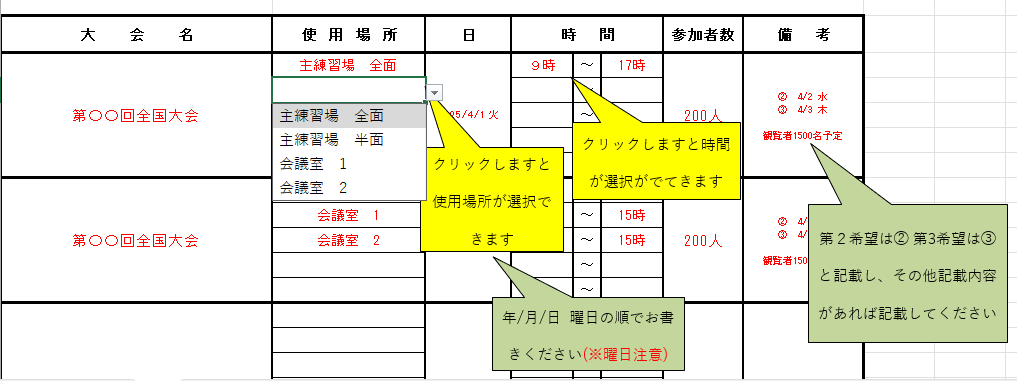 大　会　名　使　用　場　所　日　時　間　参加者数　備　考
主練習場　全面　９時　～　17時
第〇〇回全国大会　5/4/1 火　200人
②　4/2 水
③　4/3 木
観覧者1500名予定
主練習場　全面
主練習場　半面
会議室　1
会議室　2
クリックしますと
使用場所が選択で
きます
クリックしますと時間
が選択がでてきます
会議室　1　～　15時
会議室　2　～　15時
第〇〇回全国大会　200人
②　4/
③　4/
観覧者150
～
～
第２希望は② 第3希望は③
と記載し、その他記載内容
があれば記載してください
年/月/日 曜日の順でお書
きください(※曜日注意)